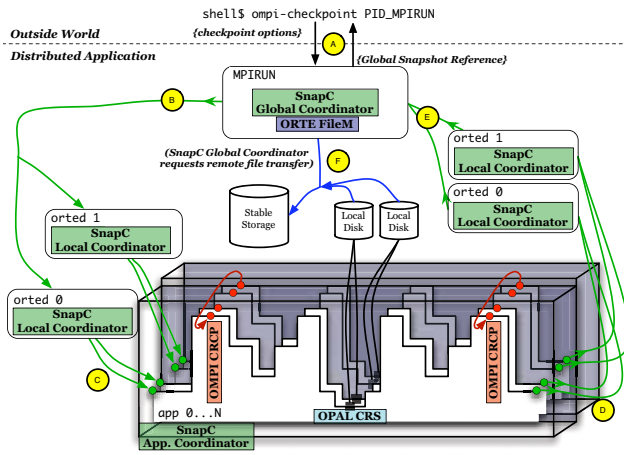 shell$ ompi-checkpoint PID_MPIRUN
Outside World
{checkpoint options}
A
Distributed Application
{Global Snapshot Reference}
MPIRUN
B
SnapC
Global Coordinator
ORTE FileM
E
orted 1
SnapC
Local Coordinator
(SnapC Global Coordinator
requests remote file transfer)
F
orted 0
SnapC
Local Coordinator
orted 1
SnapC
Local Coordinator
Stable
Storage
Local
Disk
Local
Disk
orted 0
SnapC
Local Coordinator
OMPI CRCP
OMPI CRCP
C
D
app 0...N
OPAL CRS
SnapC
App. Coordinator